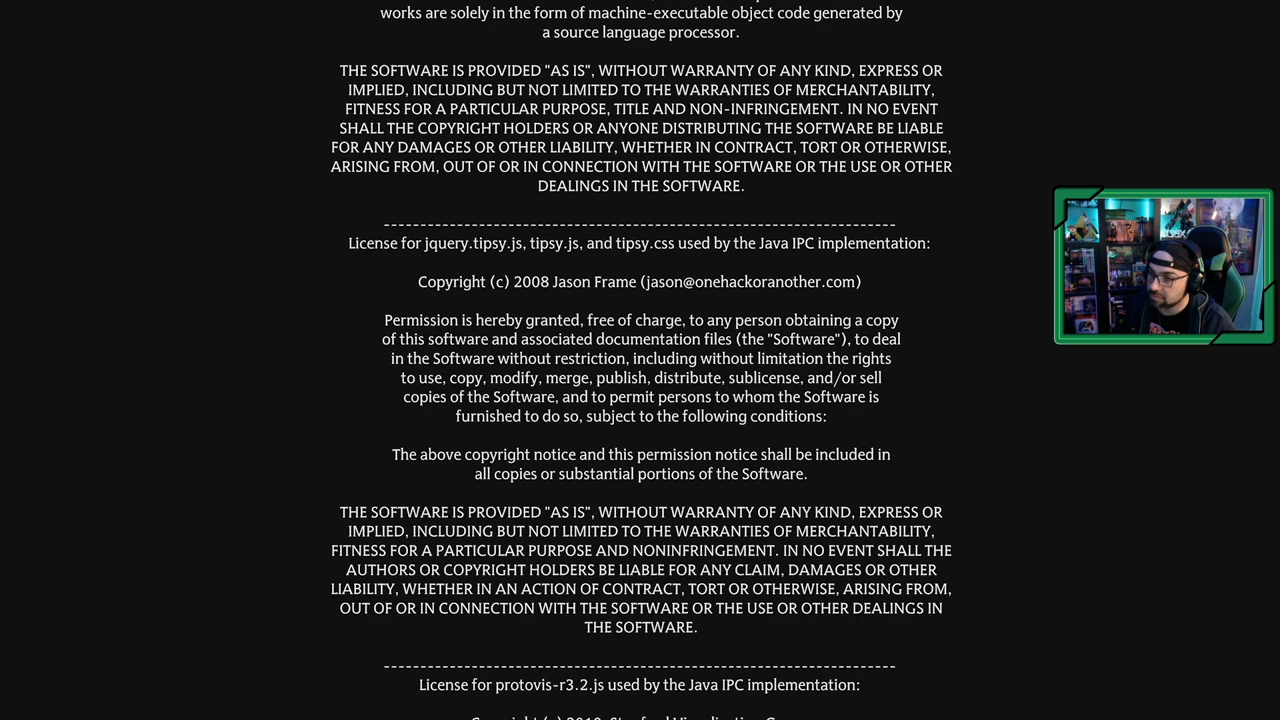 works are solely in the form of machine-executable object code generated by
a source language processor.
THE SOFTWARE IS PROVIDED "AS IS", WITHOUT WARRANTY OF ANY KIND, EXPRESS OR
IMPLIED, INCLUDING BUT NOT LIMITED TO THE WARRANTIES OF MERCHANTABILITY,
FITNESS FOR A PARTICULAR PURPOSE, TITLE AND NON-INFRINGEMENT. IN NO EVENT
SHALL THE COPYRIGHT HOLDERS OR ANYONE DISTRIBUTING THE SOFTWARE BE LIABLE
FOR ANY DAMAGES OR OTHER LIABILITY, WHETHER IN CONTRACT, TORT OR OTHERWISE,
ARISING FROM, OUT OF OR IN CONNECTION WITH THE SOFTWARE OR THE USE OR OTHER
DEALINGS IN THE SOFTWARE.
----------------------------------------------------------------------
License for jquery.tipsy.js, tipsy.js, and tipsy.css used by the Java IPC implementation:
Copyright (c) 2008 Jason Frame (jason@onehackoranother.com)
Permission is hereby granted, free of charge, to any person obtaining a copy
of this software and associated documentation files (the "Software"), to deal
in the Software without restriction, including without limitation the rights
to use, copy, modify, merge, publish, distribute, sublicense, and/or sell
copies of the Software, and to permit persons to whom the Software is
furnished to do so, subject to the following conditions:
The above copyright notice and this permission notice shall be included in
all copies or substantial portions of the Software.
THE SOFTWARE IS PROVIDED "AS IS", WITHOUT WARRANTY OF ANY KIND, EXPRESS OR
IMPLIED, INCLUDING BUT NOT LIMITED TO THE WARRANTIES OF MERCHANTABILITY,
FITNESS FOR A PARTICULAR PURPOSE AND NONINFRINGEMENT. IN NO EVENT SHALL THE
AUTHORS OR COPYRIGHT HOLDERS BE LIABLE FOR ANY CLAIM, DAMAGES OR OTHER
LIABILITY, WHETHER IN AN ACTION OF CONTRACT, TORT OR OTHERWISE, ARISING FROM,
OUT OF OR IN CONNECTION WITH THE SOFTWARE OR THE USE OR OTHER DEALINGS IN
THE SOFTWARE.
----------------------------------------------------------------------
License for protovis-r3.2.js used by the Java IPC implementation: